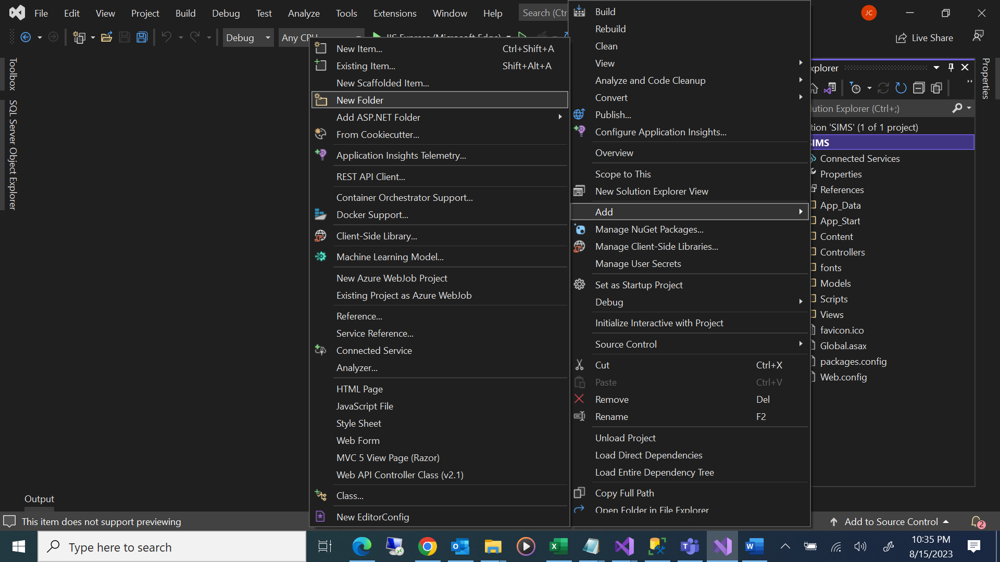 File Edit View Project Build Debug Test Analyze Tools Extensions Window Help Search (Ctr
JC
Debug Any CPU IIS Express (Microsoft Edge)
Live Share
Toolbox
SQL Server Object Explorer
New Item... Ctrl+Shift+A
Existing Item... Shift+Alt+A
New Scaffolded Item...
New Folder
Add ASP.NET Folder
From Cookiecutter...
Application Insights Telemetry...
REST API Client...
Container Orchestrator Support...
Docker Support...
Client-Side Library...
Machine Learning Model...
New Azure WebJob Project
Existing Project as Azure WebJob
Reference...
Service Reference...
Connected Service
Analyzer...
HTML Page
JavaScript File
Style Sheet
Web Form
MVC 5 View Page (Razor)
Web API Controller Class (v2.1)
Class...
New EditorConfig
Build
Rebuild
Clean
View
Analyze and Code Cleanup
Convert
Publish...
Configure Application Insights...
Overview
Scope to This
New Solution Explorer View
Add
Manage NuGet Packages...
Manage Client-Side Libraries...
Manage User Secrets
Set as Startup Project
Debug
Initialize Interactive with Project
Source Control
Cut Ctrl+X
Paste Ctrl+V
Remove Del
Rename F2
Unload Project
Load Direct Dependencies
Load Entire Dependency Tree
Copy Full Path
Open Folder in File Explorer
xplorer
lution Explorer (Ctrl+;)
tion 'SIMS' (1 of 1 project)
SIMS
Connected Services
Properties
References
App_Data
App_Start
Content
Controllers
fonts
Models
Scripts
Views
favicon.ico
Global.asax
packages.config
Web.config
Properties
Output
This item does not support previewing
Add to Source Control
2
Type here to search
10:35 PM
8/15/2023